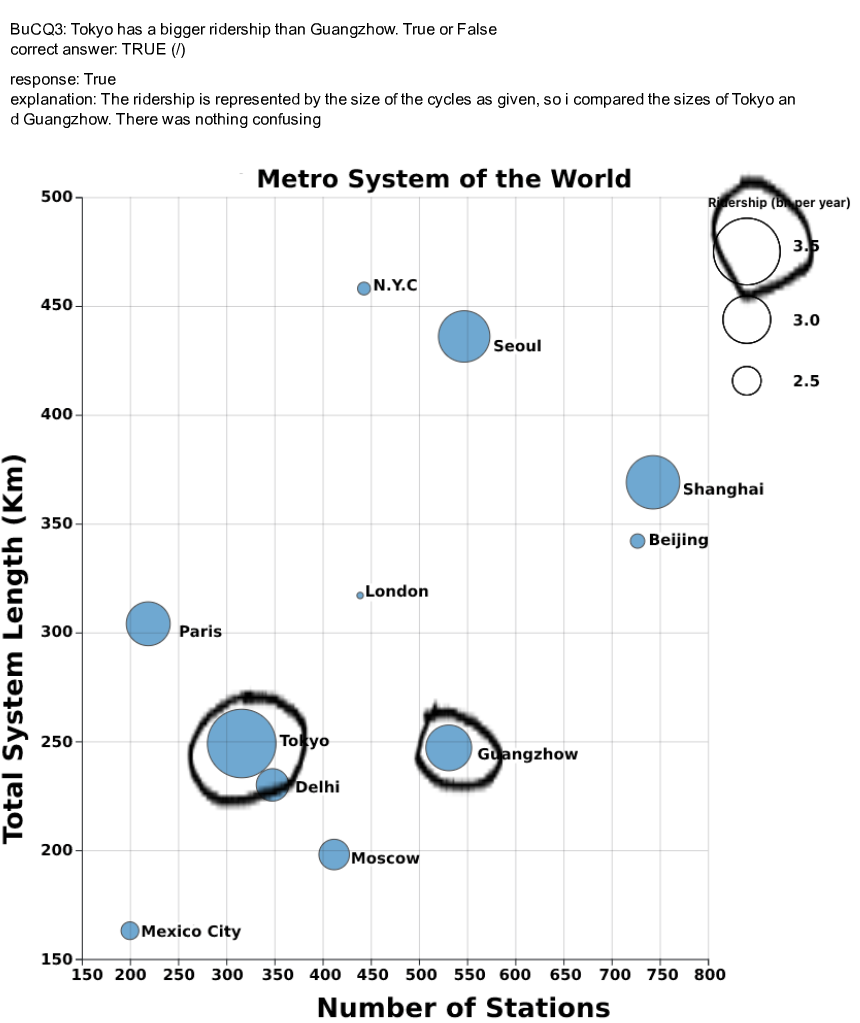 BuCQ3: Tokyo has a bigger ridership than Guangzhow. True or False
correct answer: TRUE (/)
response: True
explanation: The ridership is represented by the size of the cycles as given, so i compared the sizes of Tokyo an
d Guangzhow. There was nothing confusing
Metro System of the World
Ridership (bn per year)
3.5
3.0
2.5
500
450
400
350
300
250
200
150
Total System Length (Km)
N.Y.C
Seoul
Shanghai
Beijing
London
Paris
Tokyo
Guangzhow
Delhi
Moscow
Mexico City
150 200 250 300 350 400 450 500 550 600 650 700 750 800
Number of Stations